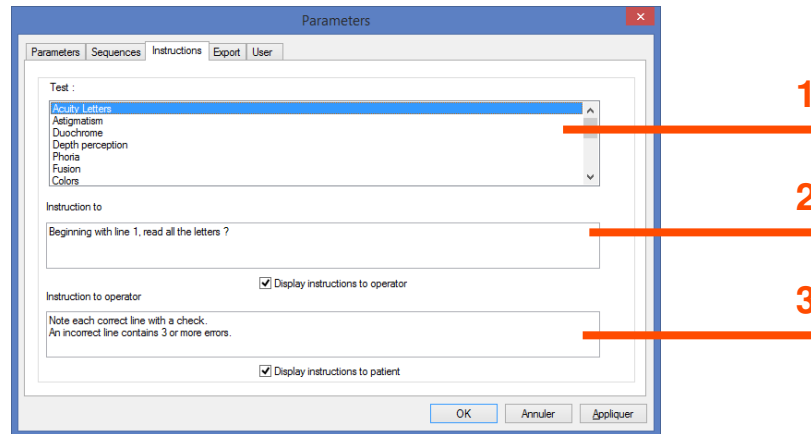 Parameters
Parameters Sequences Instructions Export User
Test :
Acuity Letters
Astigmatism
Duochrome
Depth perception
Phoria
Fusion
Colors
1
Instruction to
2
Beginning with line 1, read all the letters ?
Display instructions to operator
Instruction to operator
3
Note each correct line with a check.
An incorrect line contains 3 or more errors.
Display instructions to patient
OK Annuler Appliquer